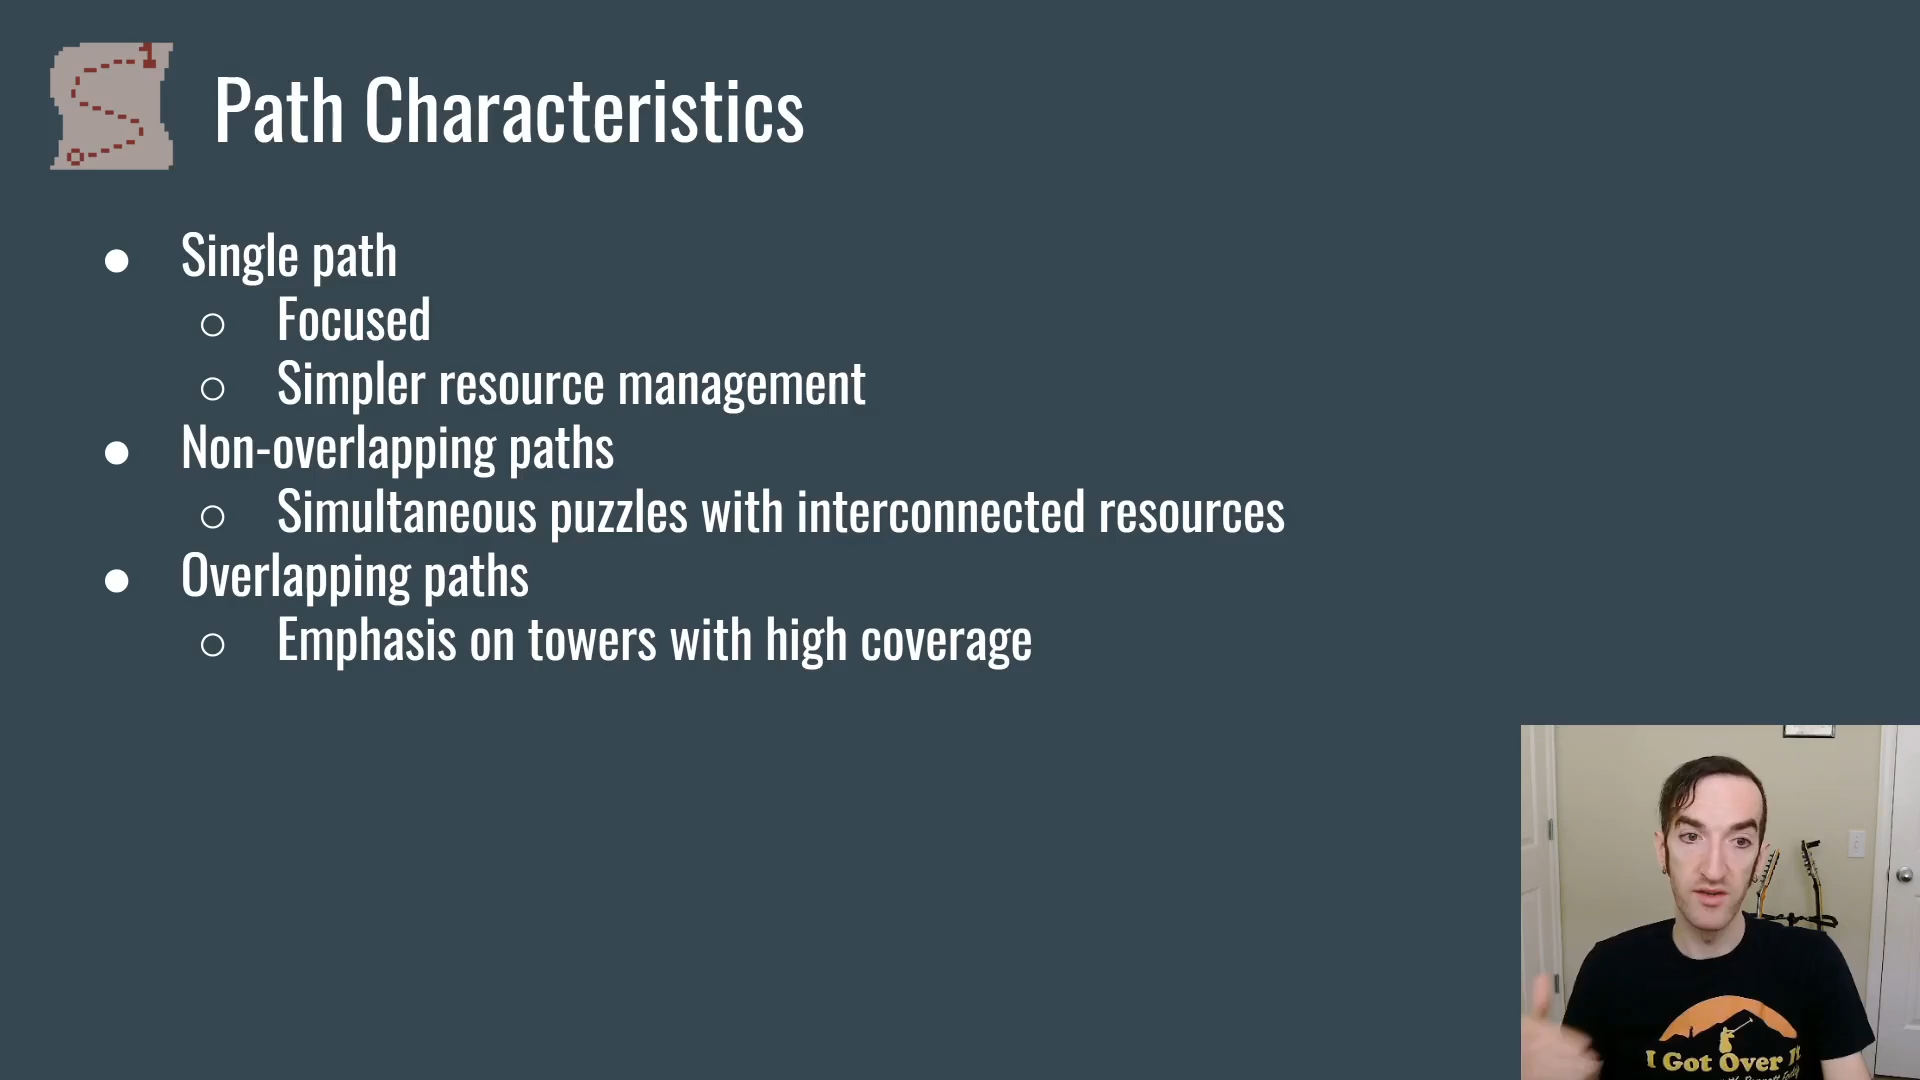 Path Characteristics
● Single path
○ Focused
○ Simpler resource management
● Non-overlapping paths
○ Simultaneous puzzles with interconnected resources
● Overlapping paths
○ Emphasis on towers with high coverage
I Got Over It